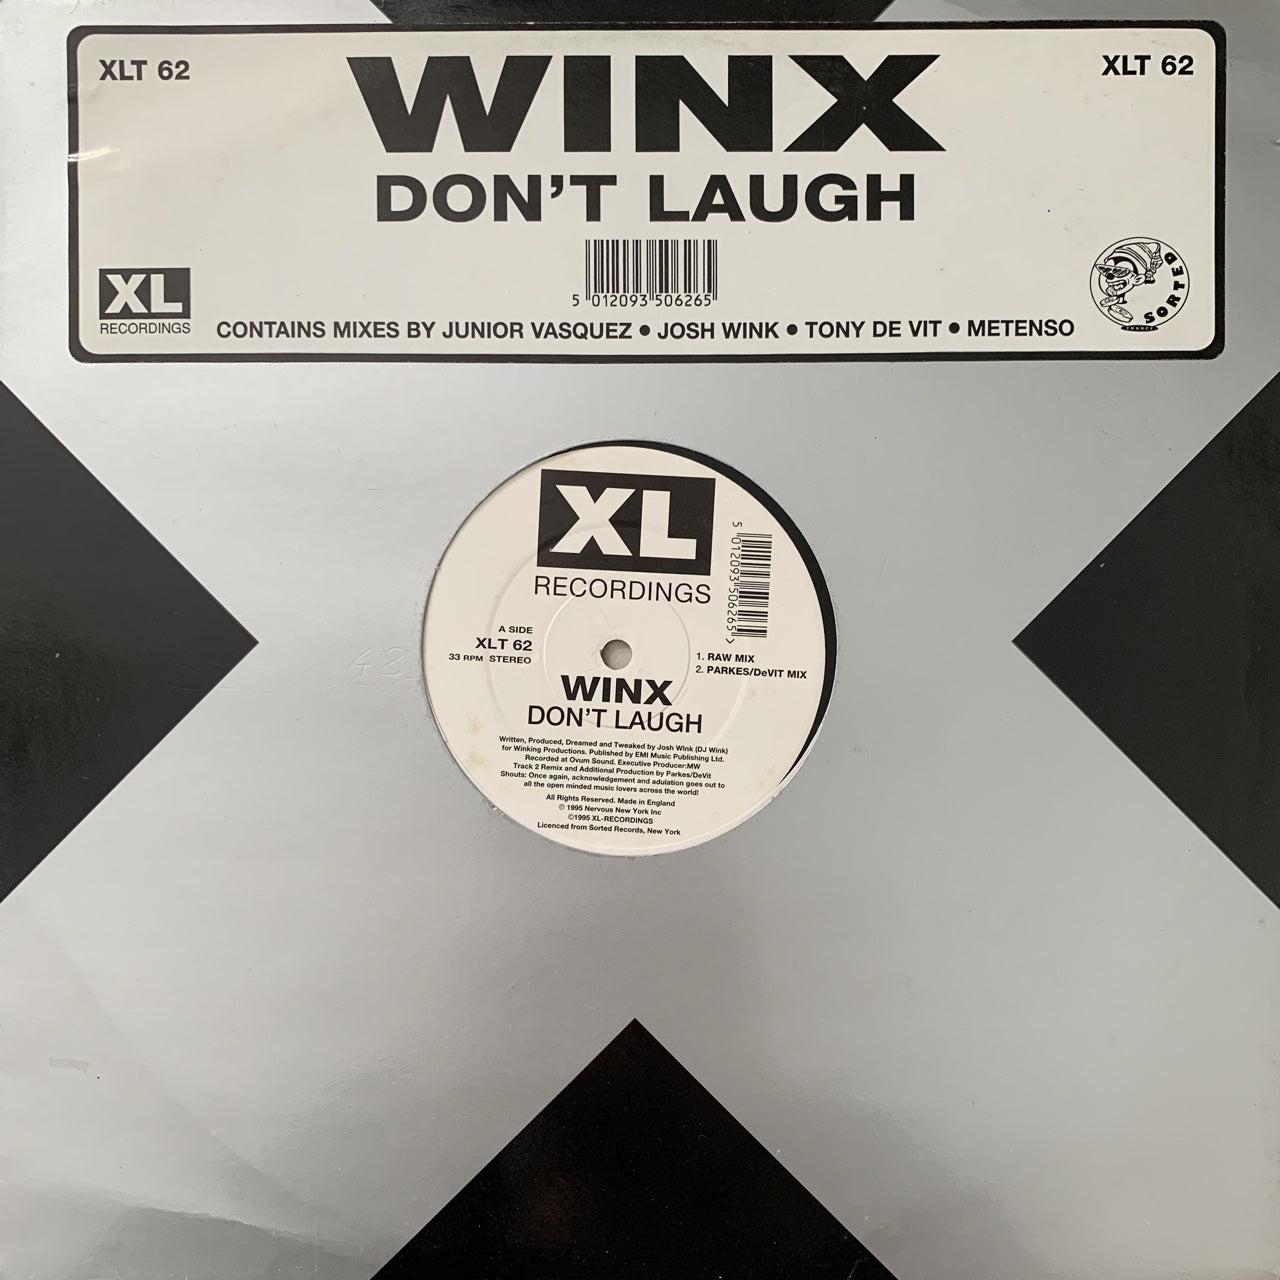 XLT 62
WINX
XLT 62
DON'T LAUGH
5 012093 506265
XL
RECORDINGS
SORTED
CONTAINS MIXES BY JUNIOR VASQUEZ • JOSH WINK • TONY DE VIT • METENSO
XL
RECORDINGS
5 012093 506265 >
A SIDE
XLT 62
33 RPM STEREO
1. RAW MIX
2. PARKES/DeVIT MIX
WINX
DON'T LAUGH
Written, Produced, Dreamed and Tweaked by Josh WInk (DJ Wink)
for Winking Productions. Published by EMI Music Publishing Ltd.
Recorded at Ovum Sound. Executive Producer:MW
Track 2 Remix and Additional Production by Parkes/DeVit
Shouts: Once again, acknowledgement and adulation goes out to
all the open minded music lovers across the world!
All Rights Reserved. Made in England
℗ 1995 Nervous New York Inc
©1995 XL-RECORDINGS
Licenced from Sorted Records, New York